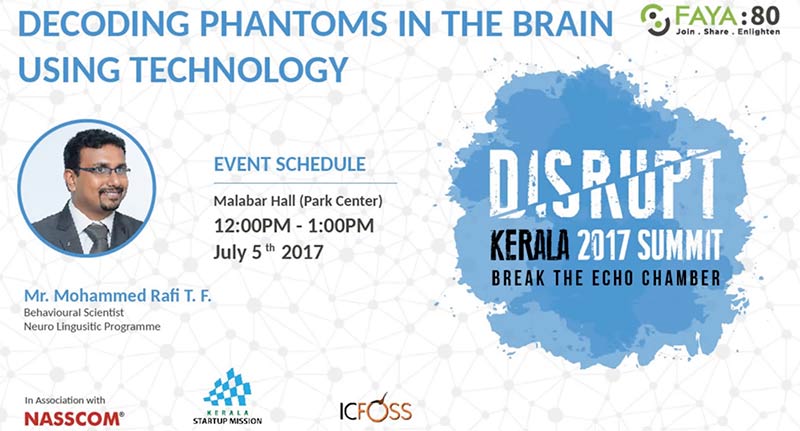 DECODING PHANTOMS IN THE BRAIN
USING TECHNOLOGY
FAYA:80
Join . Share . Enlighten
EVENT SCHEDULE
Malabar Hall (Park Center)
12:00PM - 1:00PM
July 5th 2017
Mr. Mohammed Rafi T. F.
Behavioural Scientist
Neuro Lingusitic Programme
DISRUPT
KERALA 2017 SUMMIT
BREAK THE ECHO CHAMBER
In Association with
NASSCOM®
KERALA
STARTUP MISSION
ICFOSS